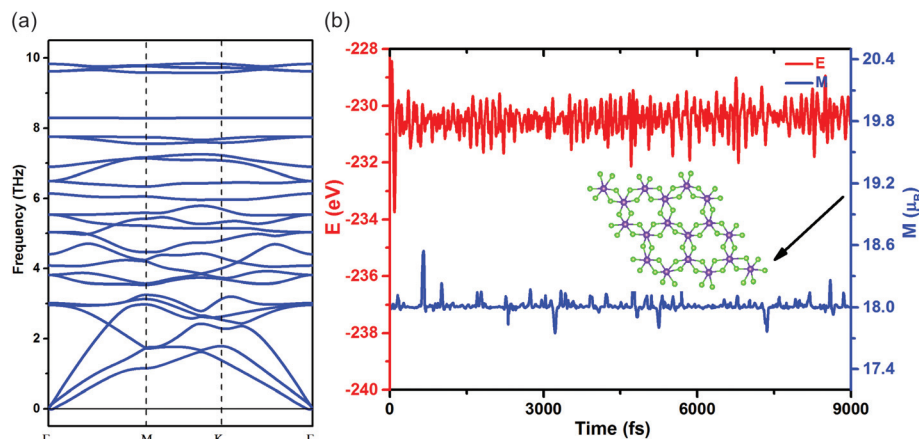 (a)
(b)
10
8
6
4
2
0
Frequency (THz)
Γ M K Γ
-228
-230
-232
-234
-236
-238
-240
E (eV)
E
M
20.4
19.8
19.2
18.6
18.0
17.4
M (μB)
0 3000 6000 9000
Time (fs)